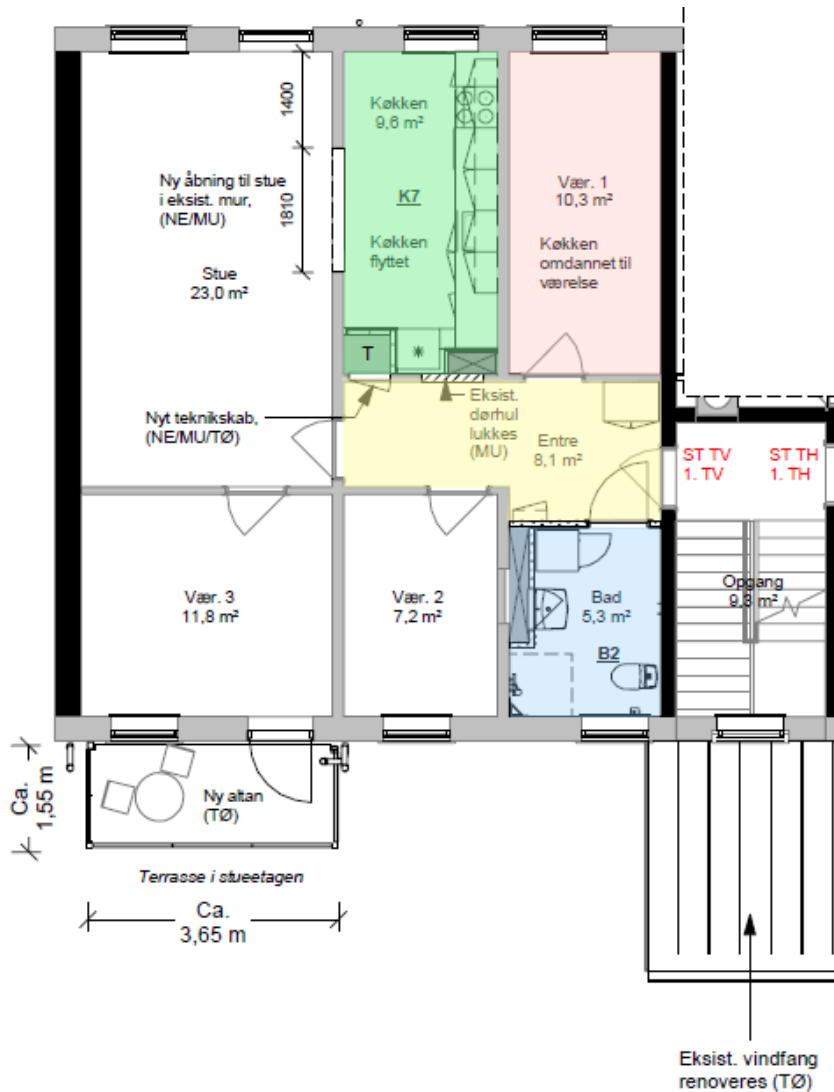 1400
1810
Køkken
9,6 m²
K7
Køkken
flyttet
Vær. 1
10,3 m²
Køkken
omdannet til
værelse
Ny åbning til stue
i eksist. mur,
(NE/MU)
Stue
23,0 m²
T
Nyt teknikskab,
(NE/MU/TØ)
Eksist.
dørhul
lukkes
(MU)
Entre
8,1 m²
ST TV
1. TV
ST TH
1. TH
Opgang
9,3 m²
Vær. 3
11,8 m²
Vær. 2
7,2 m²
Bad
5,3 m²
B2
Ca.
1,55 m
Ny altan
(TØ)
Terrasse i stueetagen
Ca.
3,65 m
Eksist. vindfang
renoveres (TØ)